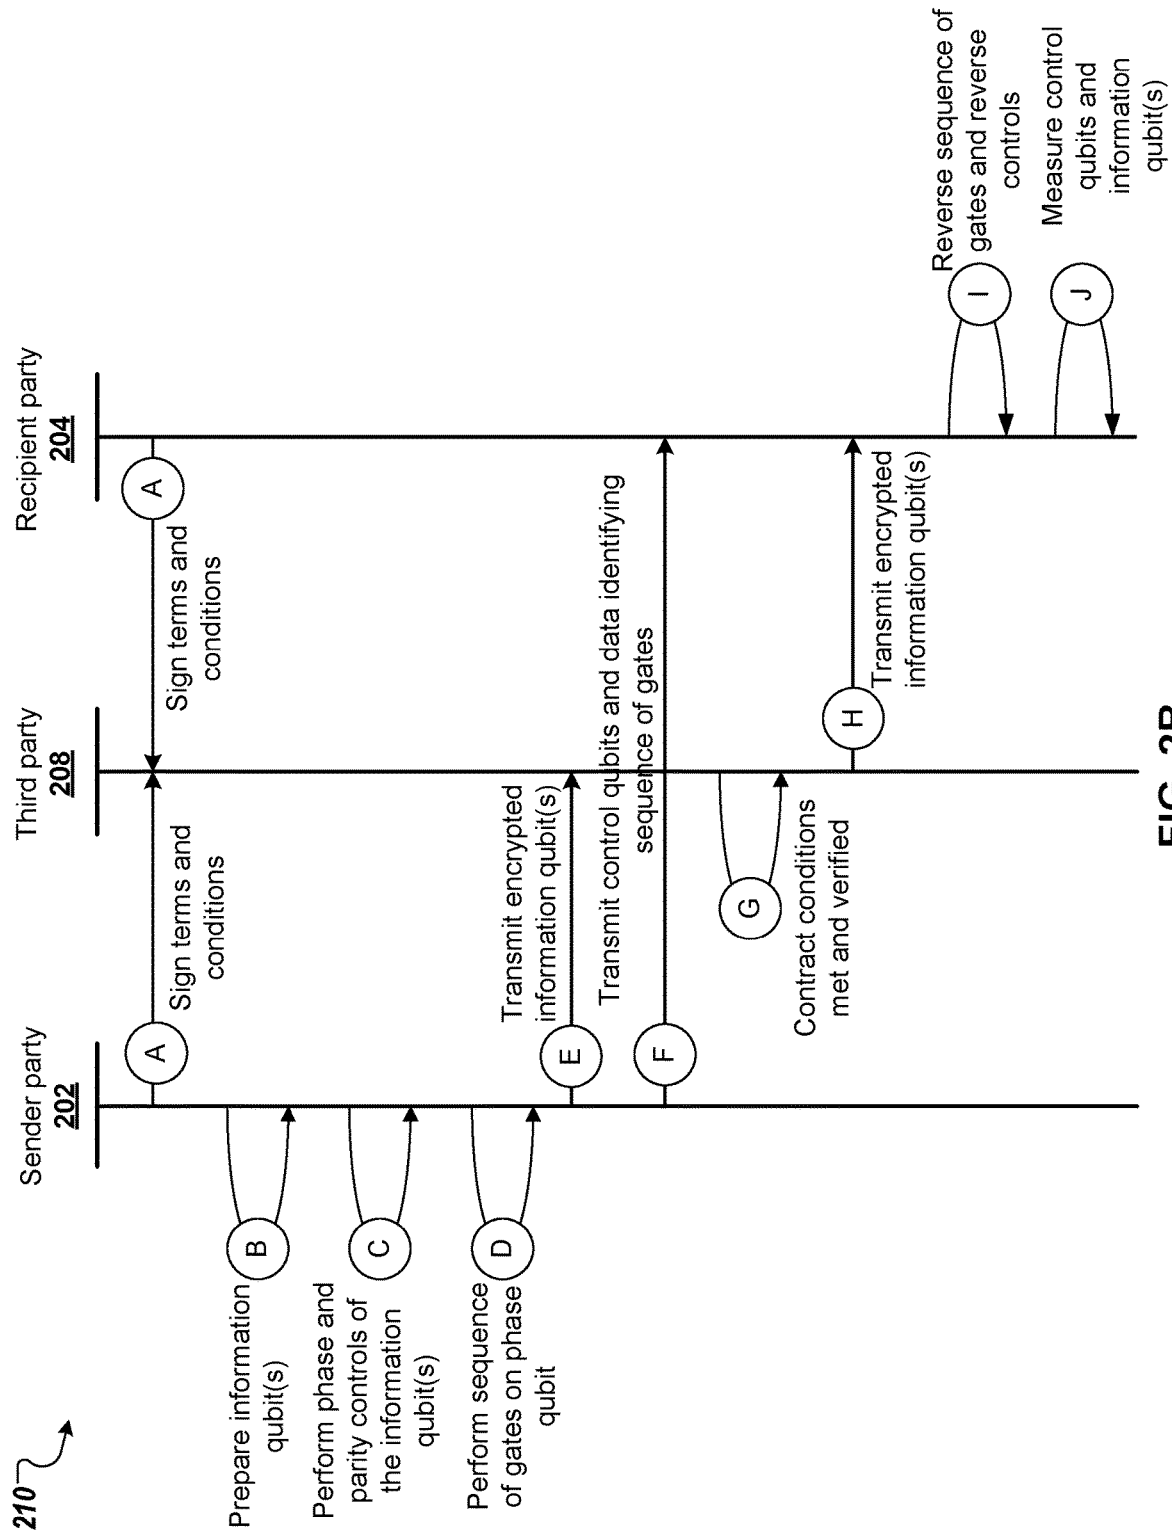 210
Sender party
202
Third party
208
Recipient party
204
A
Sign terms and
conditions
A
Sign terms and
conditions
B
Prepare information
qubit(s)
C
Perform phase and
parity controls of
the information
qubit(s)
D
Perform sequence
of gates on phase
qubit
E
Transmit encrypted
information qubit(s)
F
Transmit control qubits and data identifying
sequence of gates
G
Contract conditions
met and verified
H
Transmit encrypted
information qubit(s)
I
Reverse sequence of
gates and reverse
controls
J
Measure control
qubits and
information
qubit(s)
FIG.